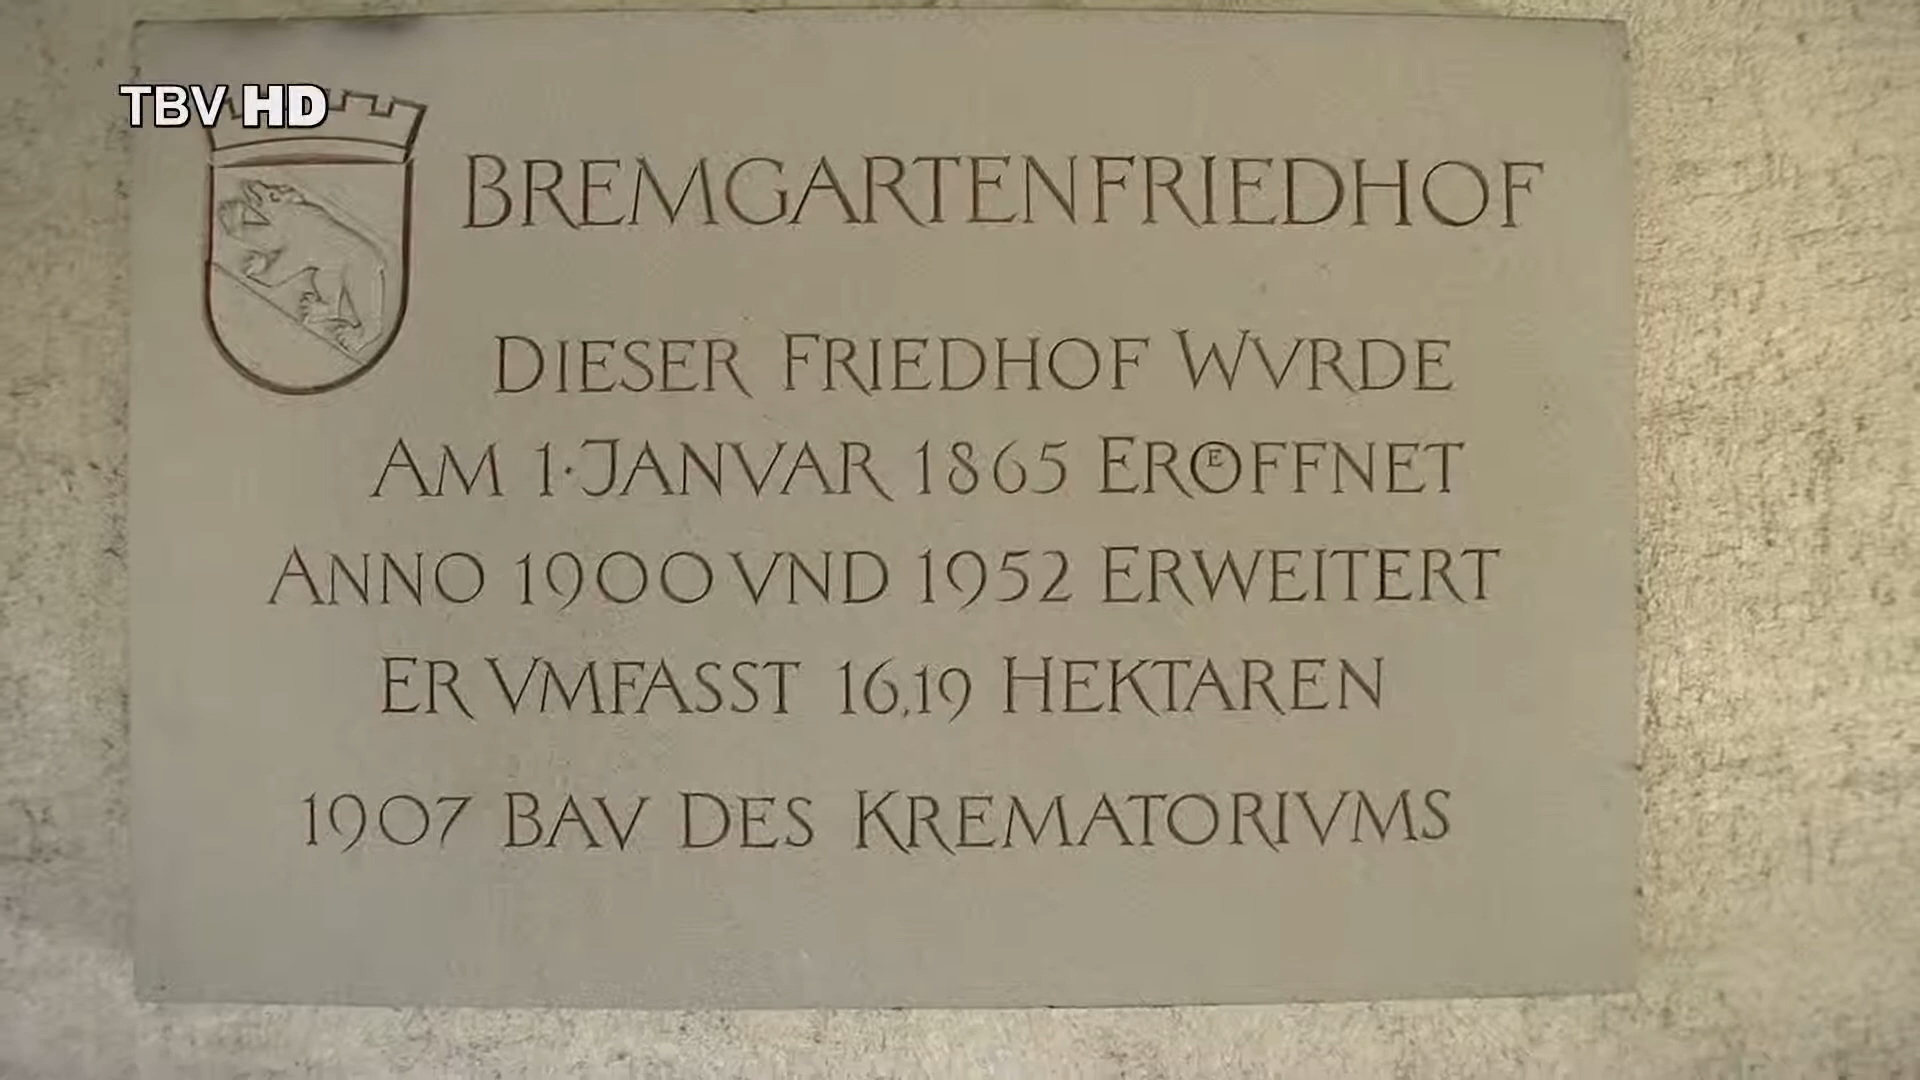 TBV HD
BREMGARTENFRIEDHOF
DIESER FRIEDHOF WVRDE
AM 1·JANVAR 1865 ERÖFFNET
ANNO 1900 VND 1952 ERWEITERT
ER VMFASST 16,19 HEKTAREN
1907 BAV DES KREMATORIVMS